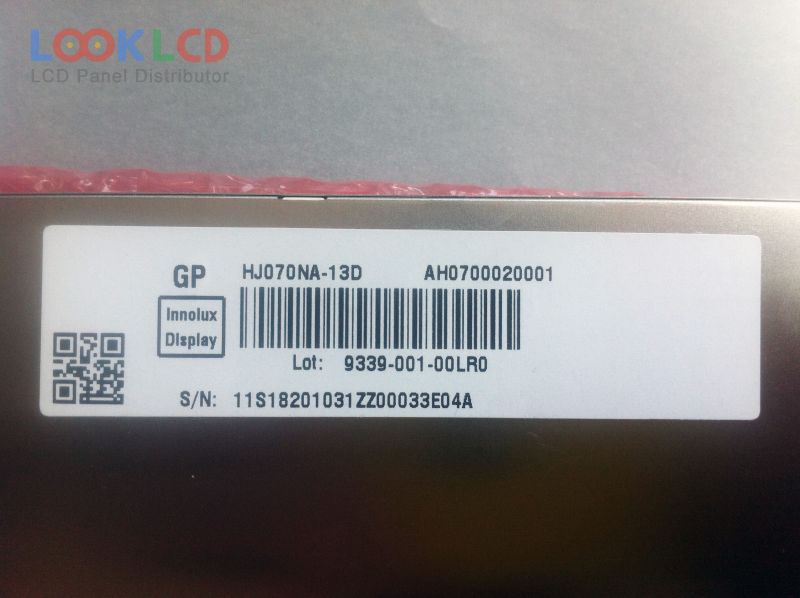 LOOKLCD
LCD Panel Distributor
GP HJ070NA-13D AH0700020001
Innolux
Display
Lot: 9339-001-00LR0
S/N: 11S18201031ZZ00033E04A